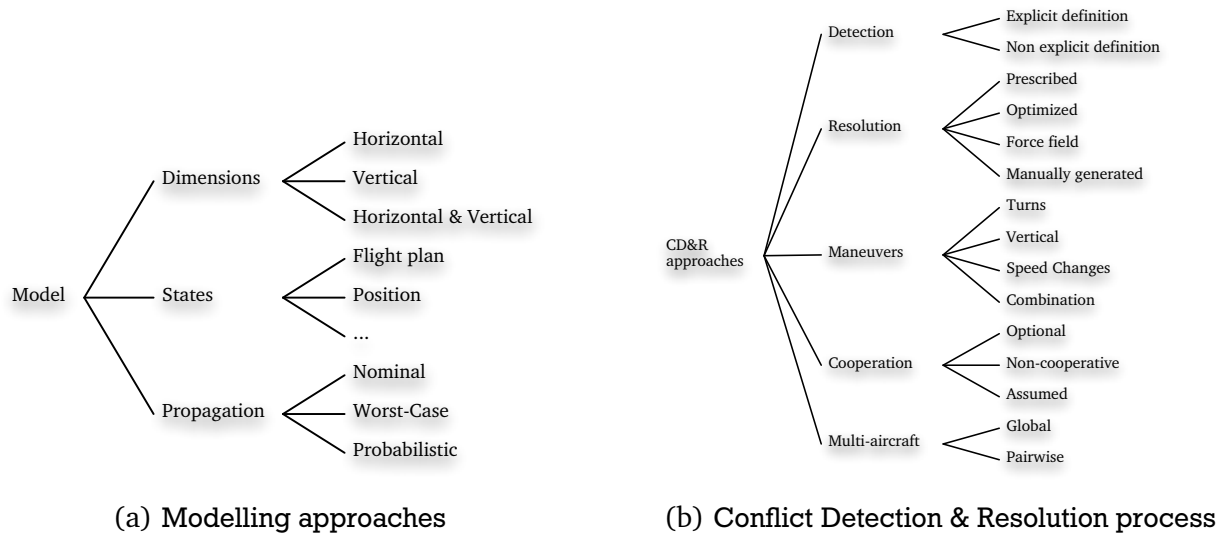 Model
Dimensions
Horizontal
Vertical
Horizontal & Vertical
States
Flight plan
Position
...
Propagation
Nominal
Worst-Case
Probabilistic
(a) Modelling approaches
CD&R
approaches
Detection
Explicit definition
Non explicit definition
Resolution
Prescribed
Optimized
Force field
Manually generated
Maneuvers
Turns
Vertical
Speed Changes
Combination
Cooperation
Optional
Non-cooperative
Assumed
Multi-aircraft
Global
Pairwise
(b) Conflict Detection & Resolution process